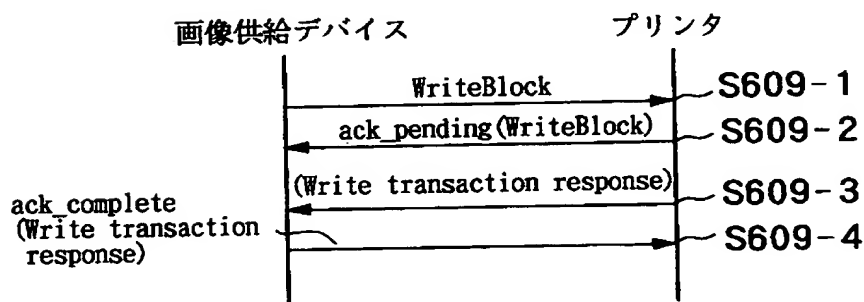 画像供給デバイス プリンタ
WriteBlock S609-1
ack_pending(WriteBlock) S609-2
(Write transaction response) S609-3
ack_complete
(Write transaction
response) S609-4